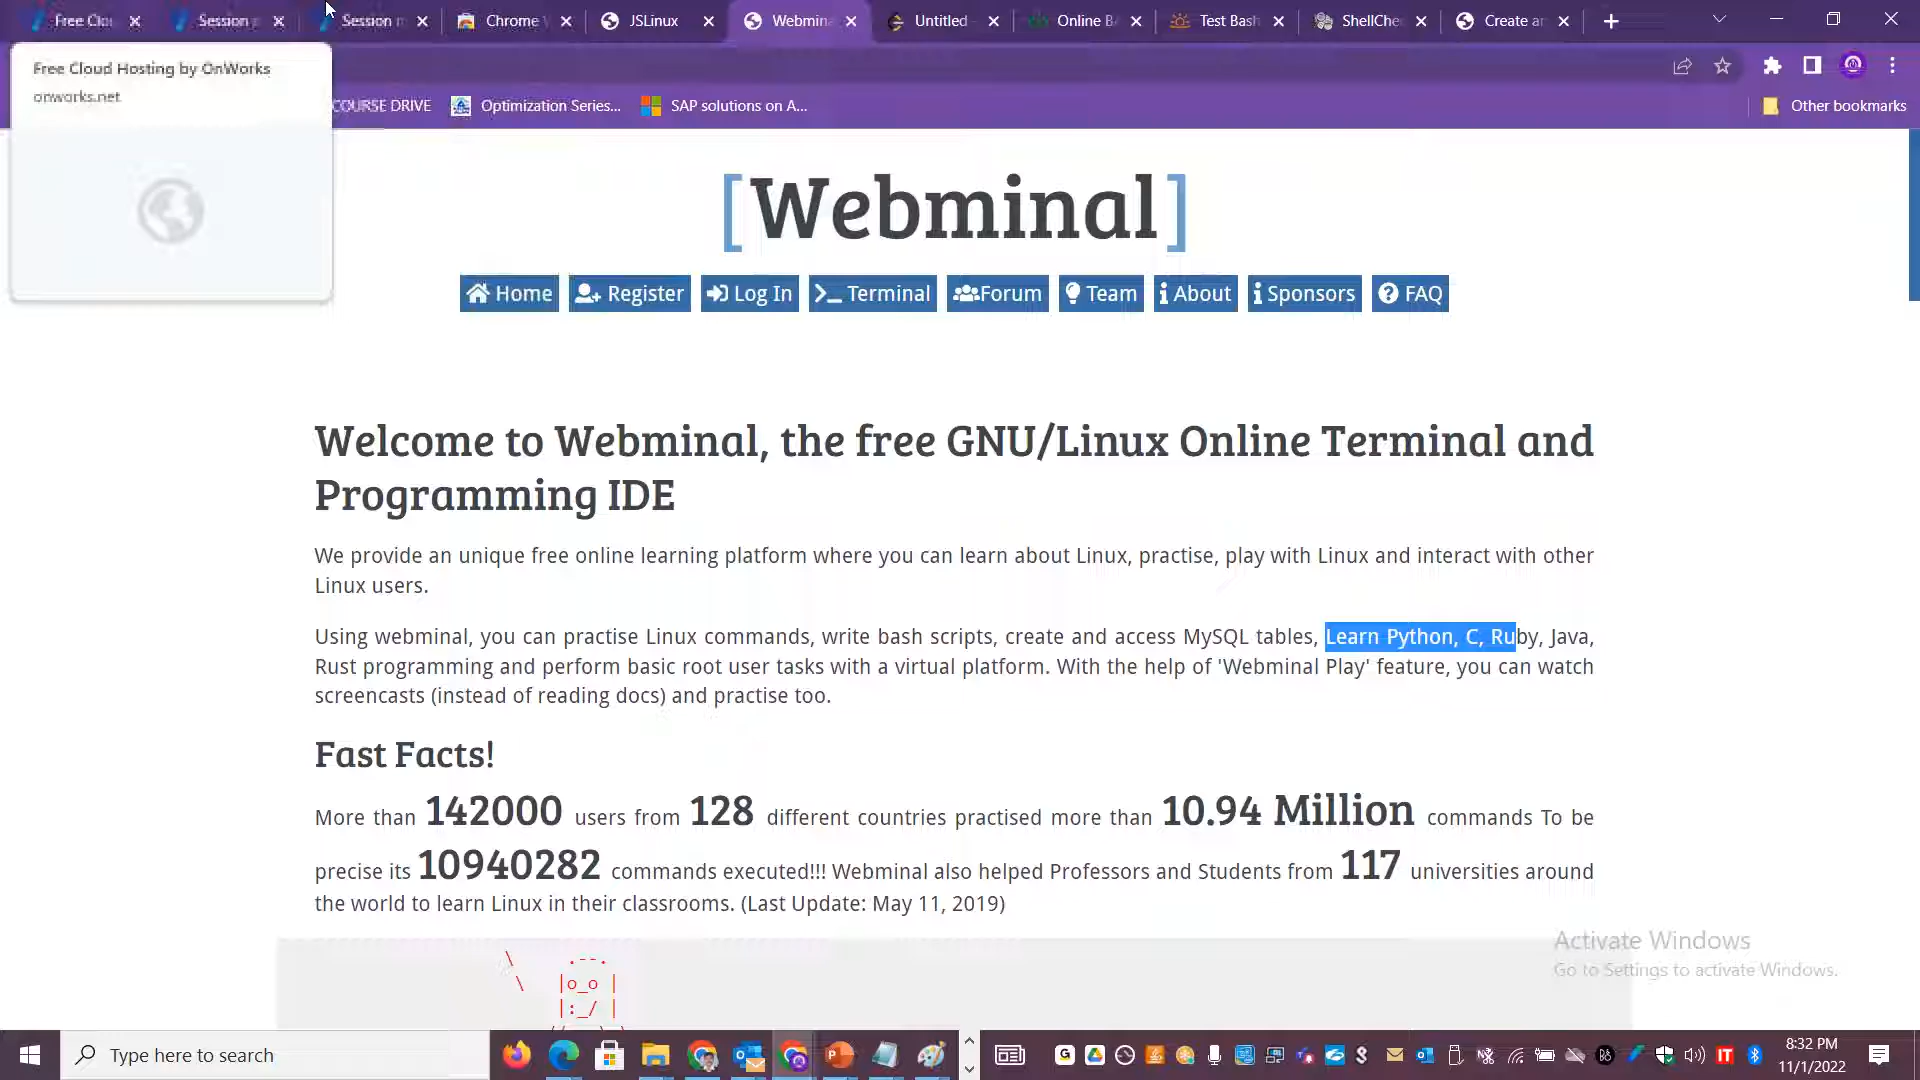 Free Clou
Session p
Session m
Chrome W
JSLinux
Webmina
Untitled
Online Ba
Test Bash
ShellChec
Create an
Free Cloud Hosting by OnWorks
onworks.net
COURSE DRIVE
Optimization Series...
SAP solutions on A...
Other bookmarks
[Webminal]
Home
Register
Log In
Terminal
Forum
Team
About
Sponsors
FAQ
Welcome to Webminal, the free GNU/Linux Online Terminal and
Programming IDE
We provide an unique free online learning platform where you can learn about Linux, practise, play with Linux and interact with other
Linux users.
Using webminal, you can practise Linux commands, write bash scripts, create and access MySQL tables, Learn Python, C, Ruby, Java,
Rust programming and perform basic root user tasks with a virtual platform. With the help of 'Webminal Play' feature, you can watch
screencasts (instead of reading docs) and practise too.
Fast Facts!
More than 142000 users from 128 different countries practised more than 10.94 Million commands To be
precise its 10940282 commands executed!!! Webminal also helped Professors and Students from 117 universities around
the world to learn Linux in their classrooms. (Last Update: May 11, 2019)
\ .--.
\ |o_o |
|:_/ |
Activate Windows
Go to Settings to activate Windows.
Type here to search
8:32 PM
11/1/2022